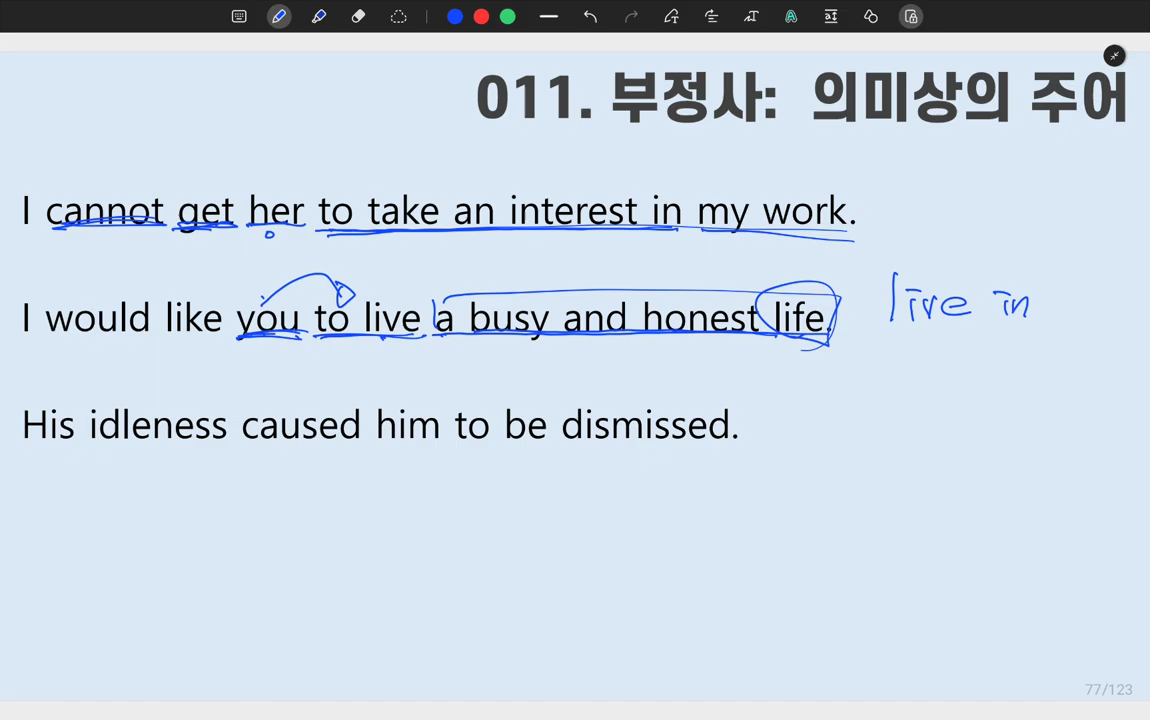 011. 부정사: 의미상의 주어
I cannot get her to take an interest in my work.
I would like you to live a busy and honest life. live in
His idleness caused him to be dismissed.
77/123